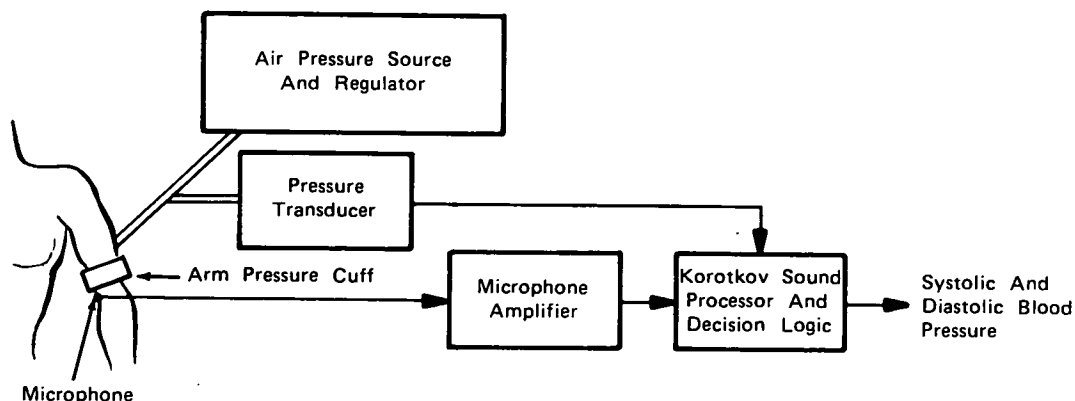 Air Pressure Source
And Regulator
Pressure
Transducer
Arm Pressure Cuff
Microphone
Amplifier
Korotkov Sound
Processor And
Decision Logic
Systolic And
Diastolic Blood
Pressure
Microphone